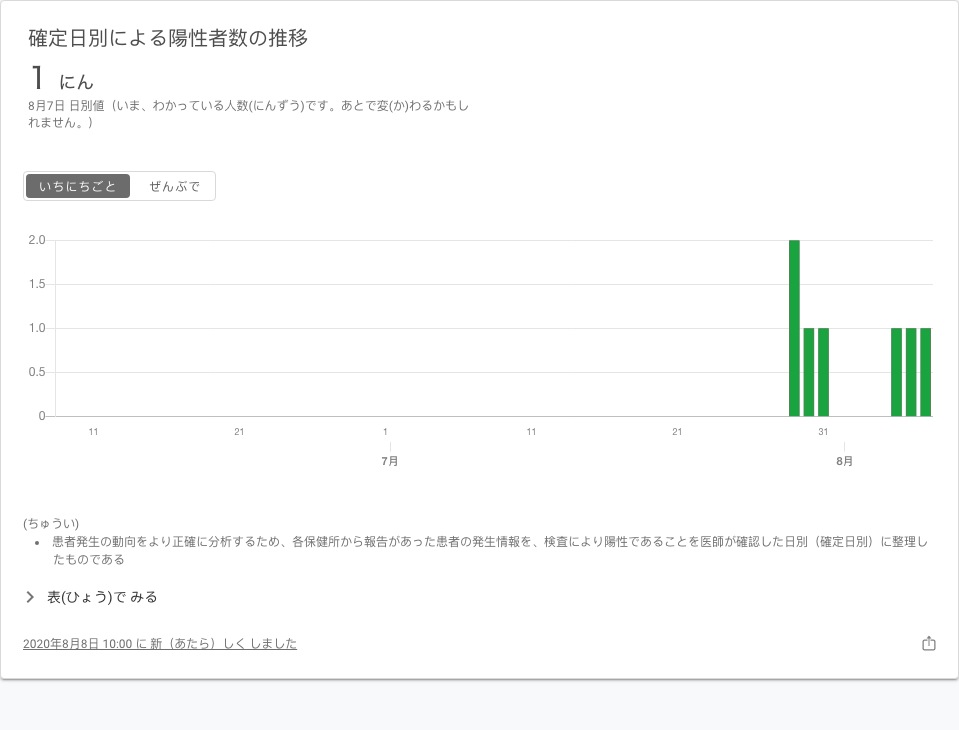 確定日別による陽性者数の推移
1 にん
8月7日 日別値（いま、わかっている人数(にんずう)です。あとで変(か)わるかもし
れません。）
いちにちごと ぜんぶで
2.0
1.5
1.0
0.5
0
11 21 1 11 21 31
7月 8月
(ちゅうい)
• 患者発生の動向をより正確に分析するため、各保健所から報告があった患者の発生情報を、検査により陽性であることを医師が確認した日別（確定日別）に整理し
たものである
表(ひょう)で みる
2020年8月8日 10:00 に 新（あたら）しく しました